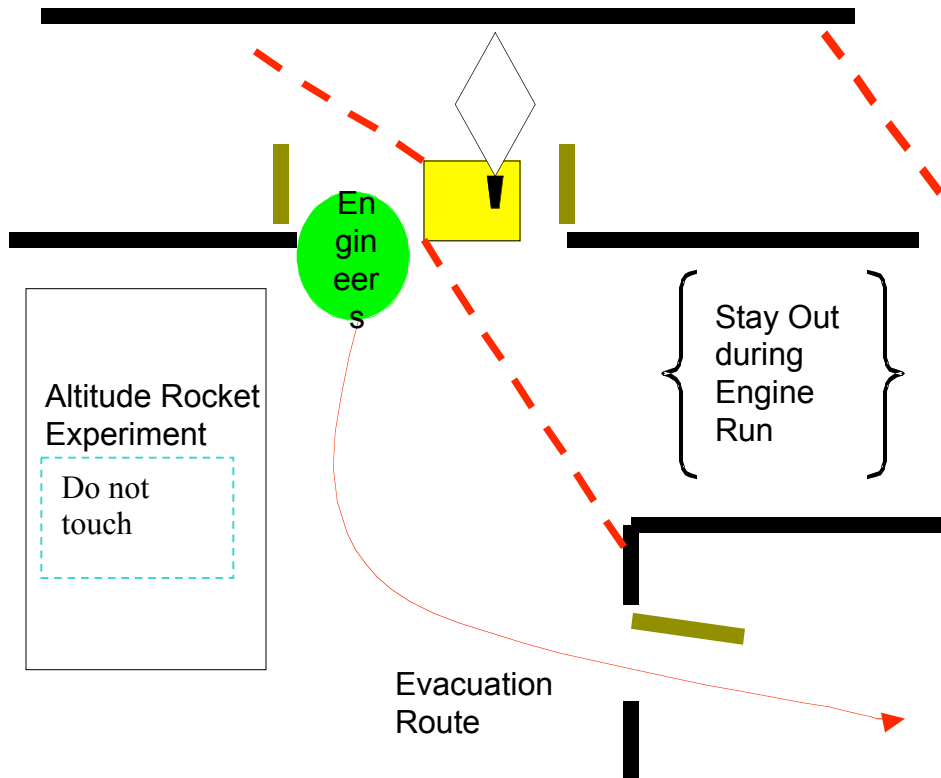 En
gin
eer
s
Stay Out
during
Engine
Run
Altitude Rocket
Experiment
Do not
touch
Evacuation
Route